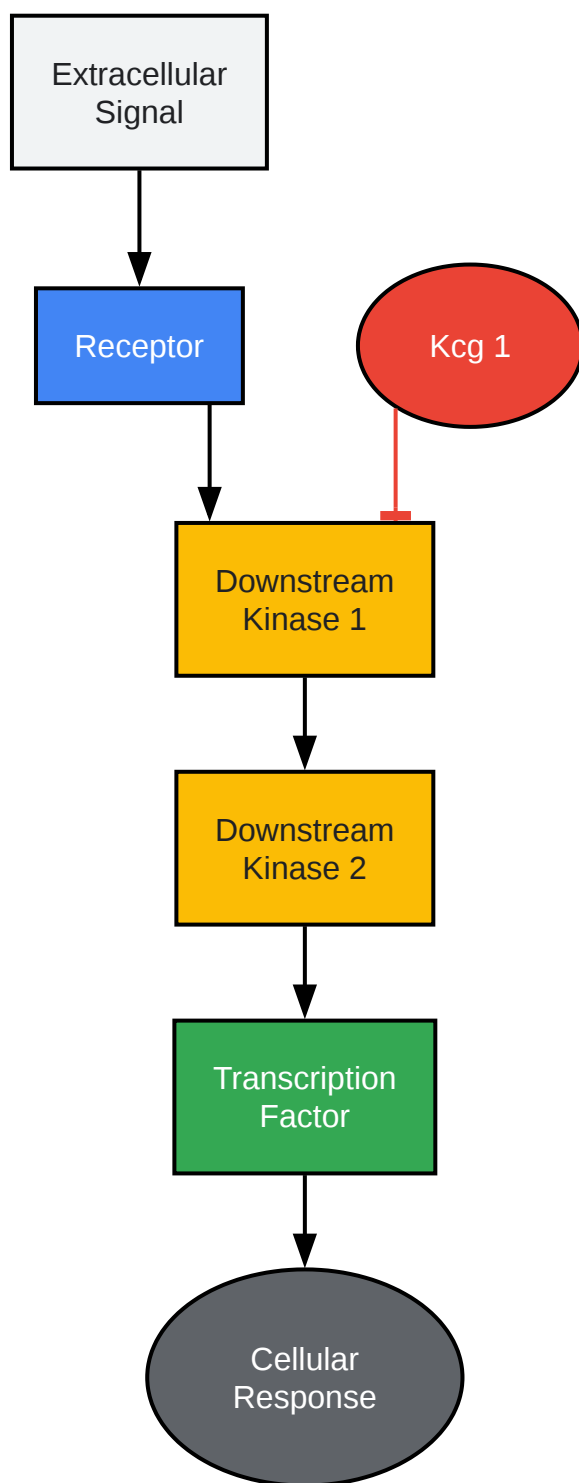 Extracellular
Signal
Receptor
Kcg 1
Downstream
Kinase 1
Downstream
Kinase 2
Transcription
Factor
Cellular
Response